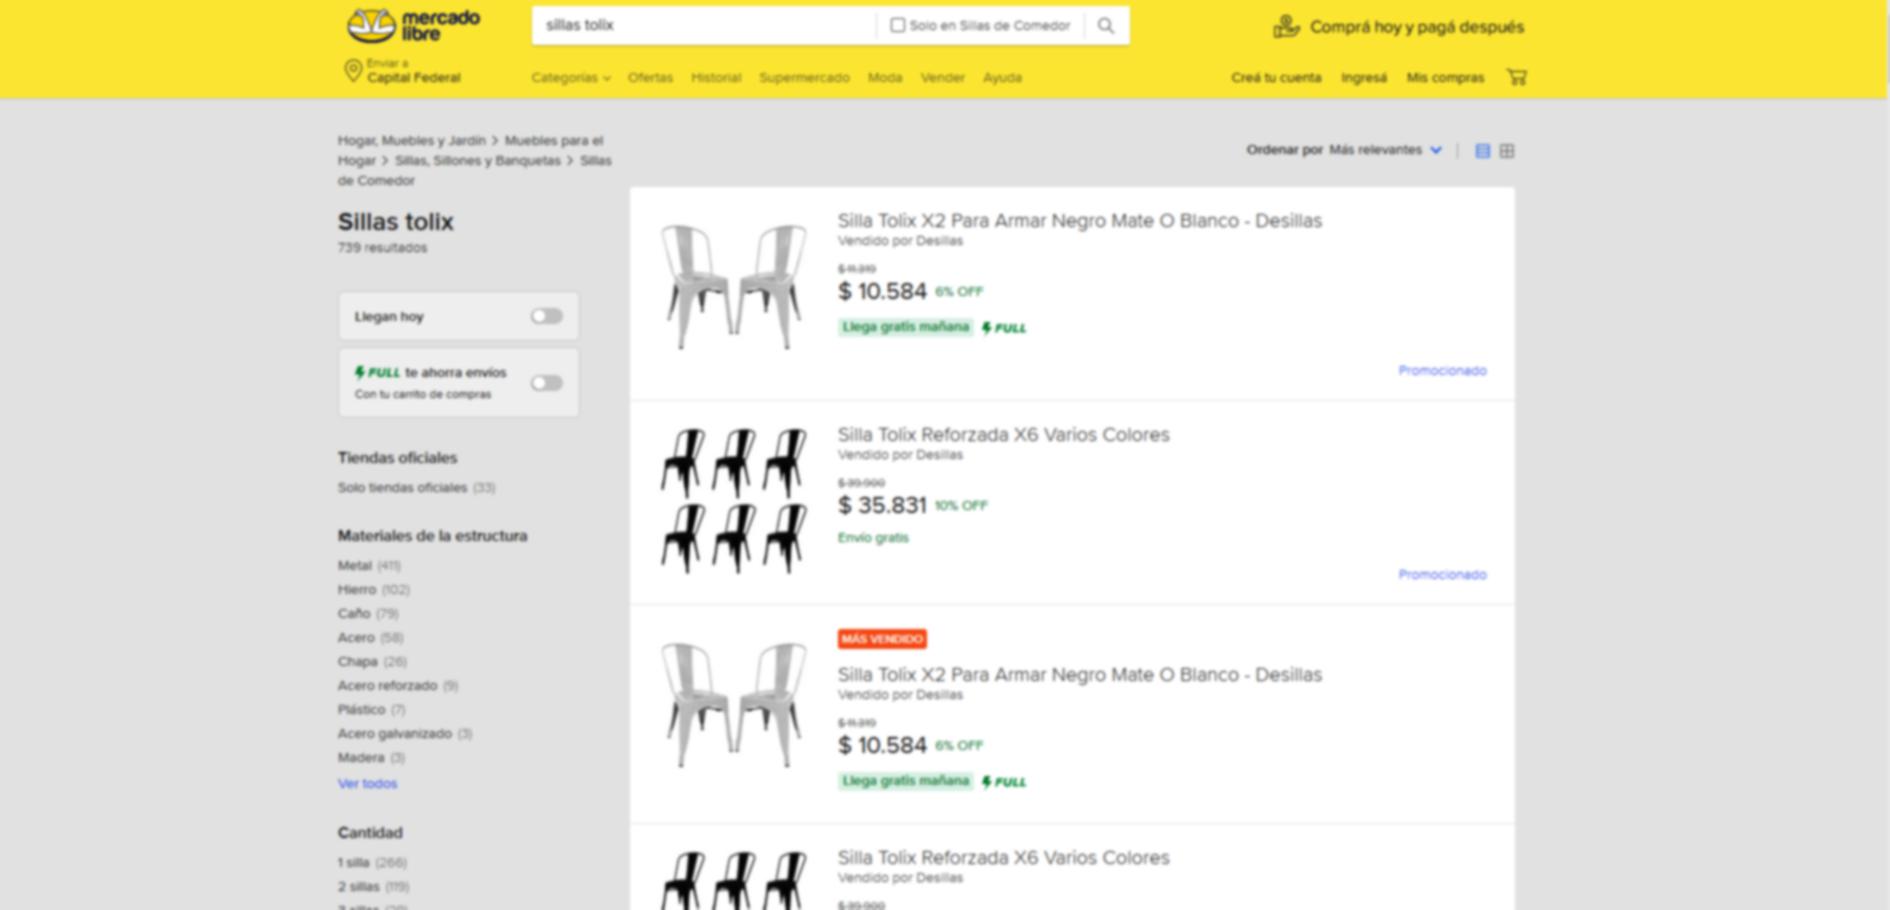 mercado
libre
sillas tolix
Solo en Sillas de Comedor
Comprá hoy y pagá después
Enviar a
Capital Federal
Categorías
Ofertas
Historial
Supermercado
Moda
Vender
Ayuda
Creá tu cuenta
Ingresá
Mis compras
Hogar, Muebles y Jardín > Muebles para el
Hogar > Sillas, Sillones y Banquetas > Sillas
de Comedor
Sillas tolix
739 resultados
Llegan hoy
FULL te ahorra envíos
Con tu carrito de compras
Tiendas oficiales
Solo tiendas oficiales (33)
Materiales de la estructura
Metal (411)
Hierro (102)
Caño (79)
Acero (58)
Chapa (26)
Acero reforzado (9)
Plástico (7)
Acero galvanizado (3)
Madera (3)
Ver todos
Cantidad
1 silla (266)
2 sillas (119)
Ordenar por Más relevantes
Silla Tolix X2 Para Armar Negro Mate O Blanco - Desillas
Vendido por Desillas
$ 11.319
$ 10.584 6% OFF
Llega gratis mañana FULL
Promocionado
Silla Tolix Reforzada X6 Varios Colores
Vendido por Desillas
$ 39.900
$ 35.831 10% OFF
Envío gratis
Promocionado
MÁS VENDIDO
Silla Tolix X2 Para Armar Negro Mate O Blanco - Desillas
Vendido por Desillas
$ 11.319
$ 10.584 6% OFF
Llega gratis mañana FULL
Silla Tolix Reforzada X6 Varios Colores
Vendido por Desillas
$ 39.900